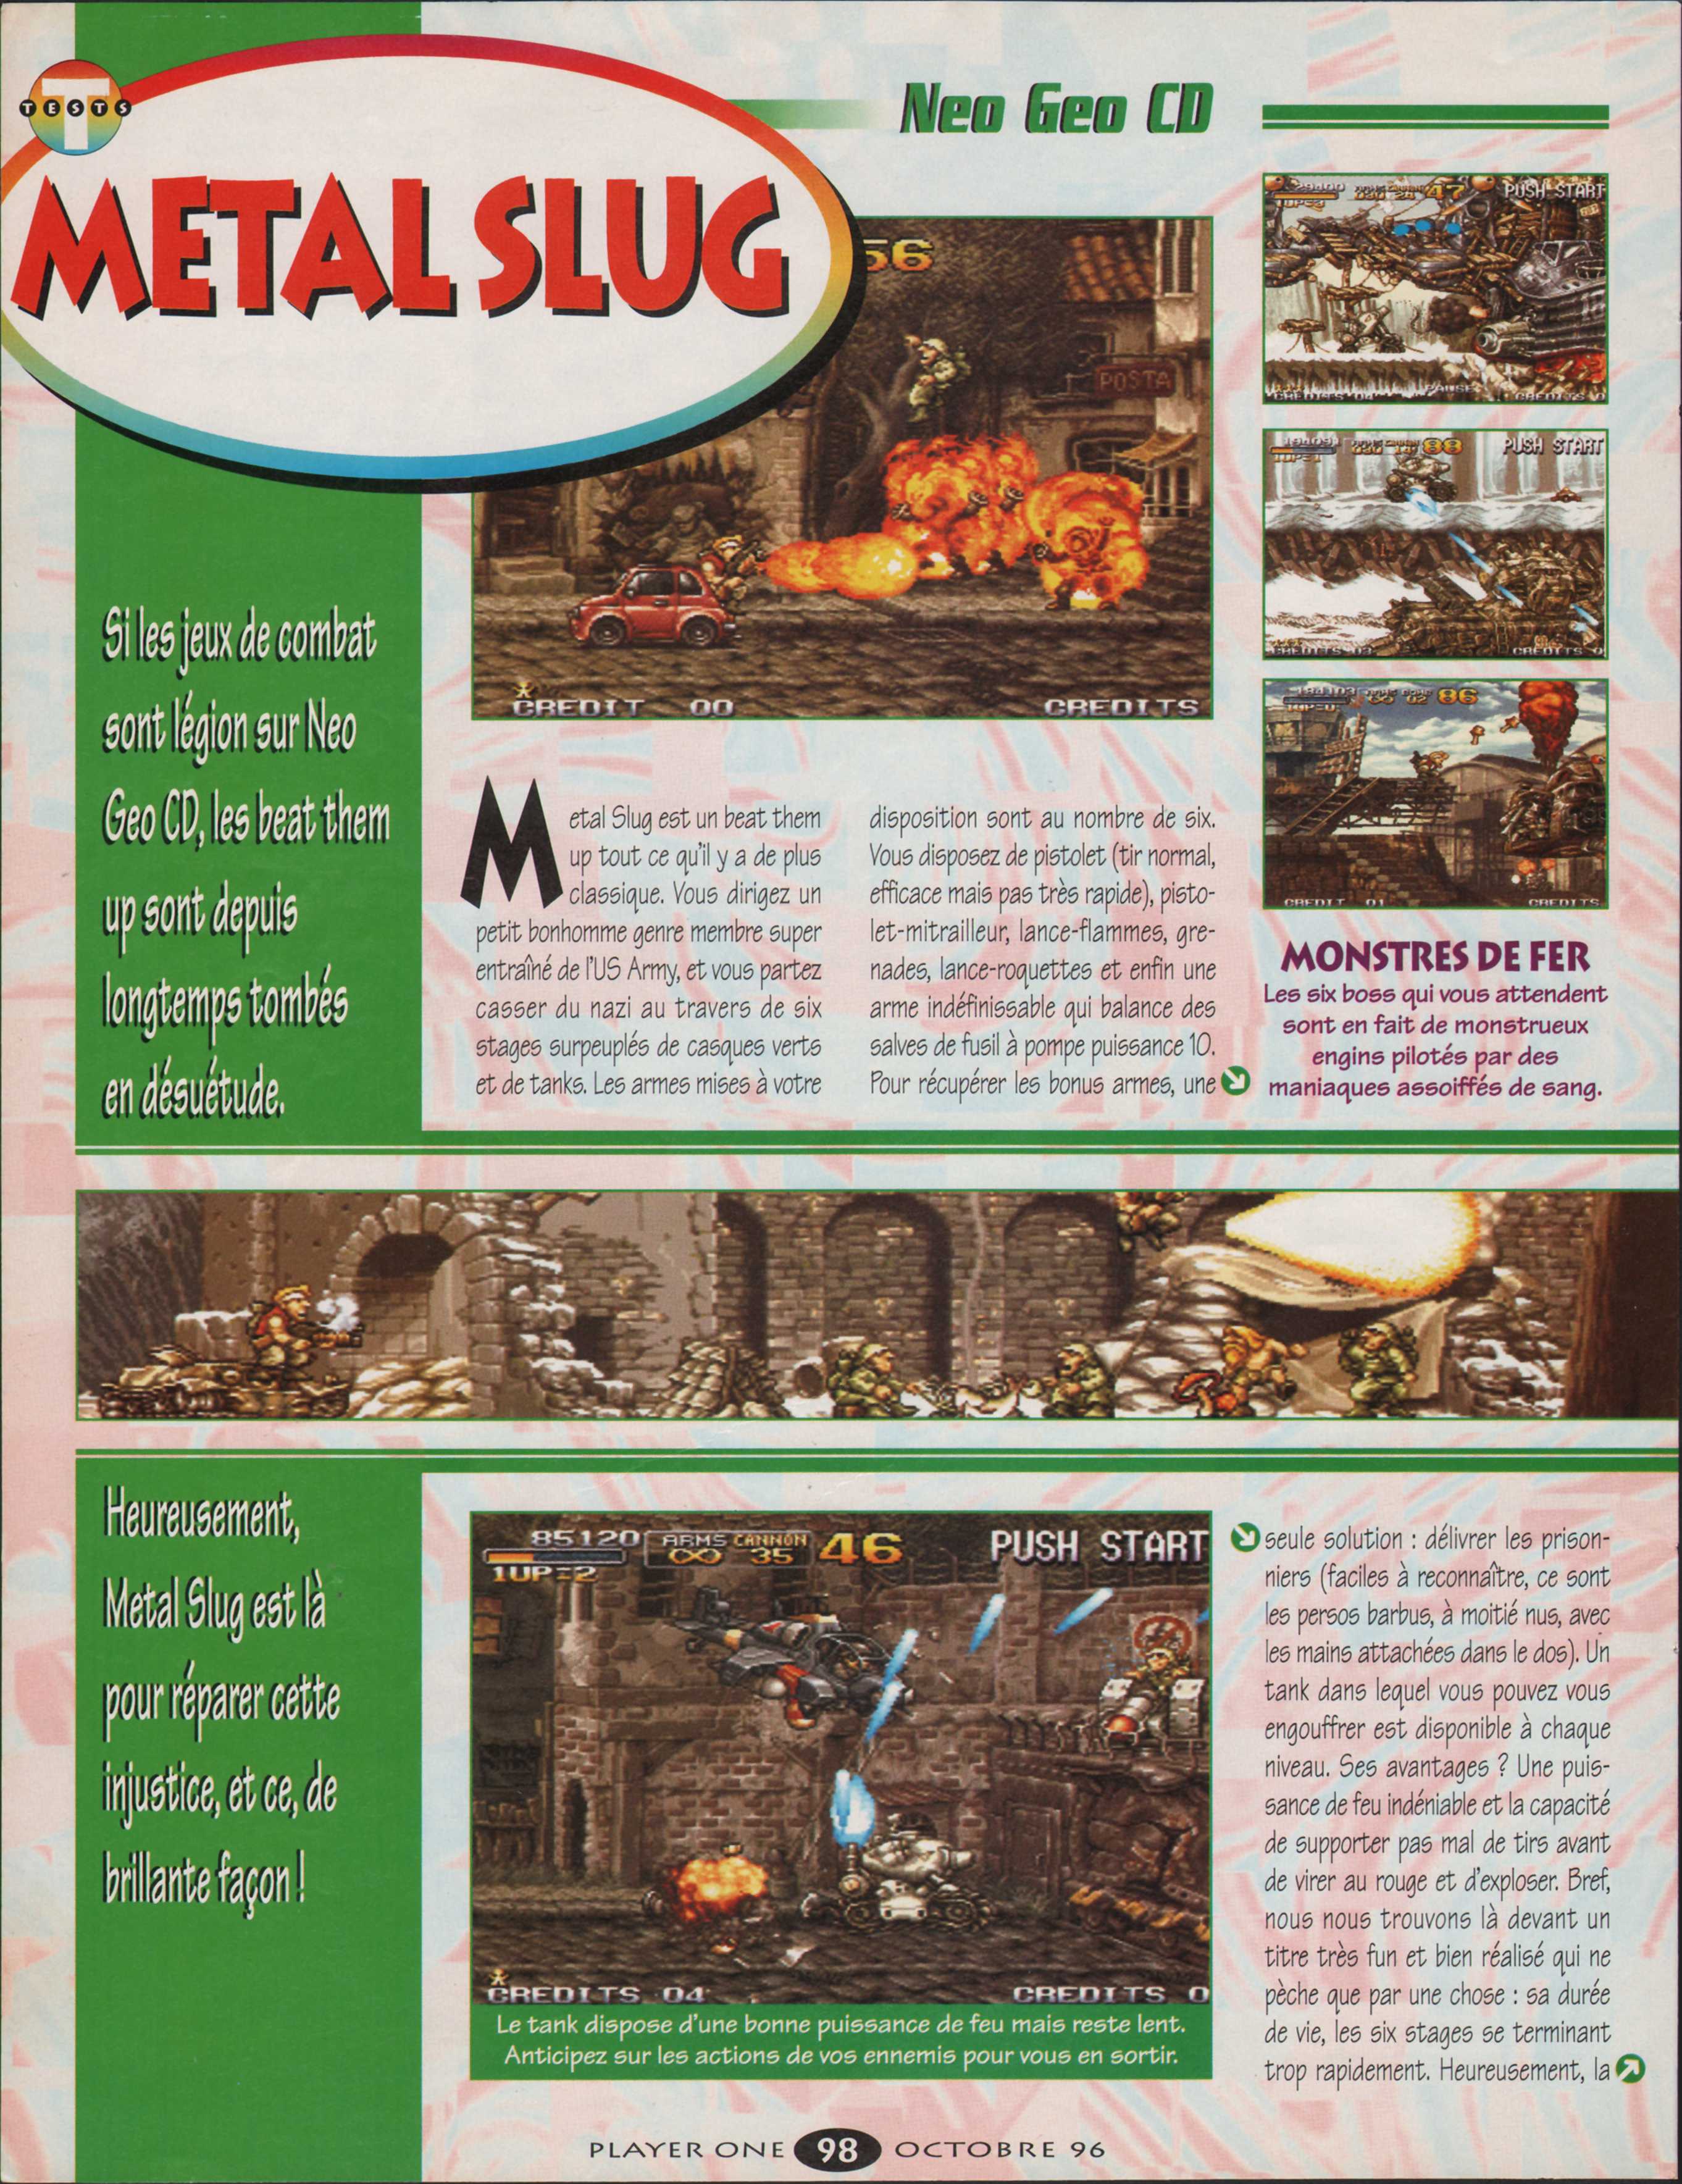 TESTS
Neo Geo CD
METAL SLUG
56
POSTA
CREDIT 00
CREDITS
PUSH START
47
CREDITS 04
PAUSE
CREDITS 0
88
PUSH START
CREDITS 03
CREDITS 0
86
CREDIT 01
CREDITS
Si les jeux de combat
sont légion sur Neo
Geo CD, les beat them
up sont depuis
longtemps tombés
en désuétude.
Metal Slug est un beat them
up tout ce qu'il y a de plus
classique. Vous dirigez un
petit bonhomme genre membre super
entraîné de l'US Army, et vous partez
casser du nazi au travers de six
stages surpeuplés de casques verts
et de tanks. Les armes mises à votre
disposition sont au nombre de six.
Vous disposez de pistolet (tir normal,
efficace mais pas très rapide), pisto-
let-mitrailleur, lance-flammes, gre-
nades, lance-roquettes et enfin une
arme indéfinissable qui balance des
salves de fusil à pompe puissance 10.
Pour récupérer les bonus armes, une
MONSTRES DE FER
Les six boss qui vous attendent
sont en fait de monstrueux
engins pilotés par des
maniaques assoiffés de sang.
Heureusement,
Metal Slug est là
pour réparer cette
injustice, et ce, de
brillante façon !
85120 ARMS CANNON 46 PUSH START
∞ 35
1UP=2
CREDITS 04
CREDITS 0
Le tank dispose d'une bonne puissance de feu mais reste lent.
Anticipez sur les actions de vos ennemis pour vous en sortir.
seule solution : délivrer les prison-
niers (faciles à reconnaître, ce sont
les persos barbus, à moitié nus, avec
les mains attachées dans le dos). Un
tank dans lequel vous pouvez vous
engouffrer est disponible à chaque
niveau. Ses avantages ? Une puis-
sance de feu indéniable et la capacité
de supporter pas mal de tirs avant
de virer au rouge et d'exploser. Bref,
nous nous trouvons là devant un
titre très fun et bien réalisé qui ne
pèche que par une chose : sa durée
de vie, les six stages se terminant
trop rapidement. Heureusement, la
PLAYER ONE 98 OCTOBRE 96